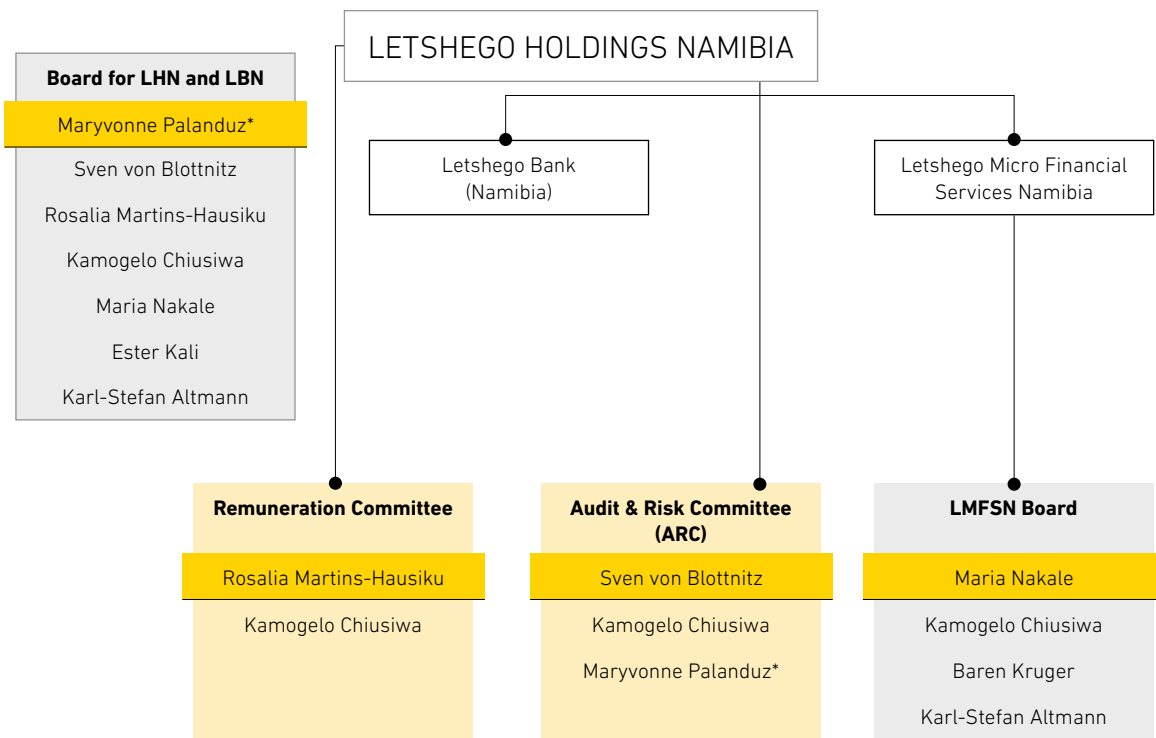 LETSHEGO HOLDINGS NAMIBIA
Board for LHN and LBN
Maryvonne Palanduz*
Sven von Blottnitz
Rosalia Martins-Hausiku
Kamogelo Chiusiwa
Maria Nakale
Ester Kali
Karl-Stefan Altmann
Letshego Bank
(Namibia)
Letshego Micro Financial
Services Namibia
Remuneration Committee
Rosalia Martins-Hausiku
Kamogelo Chiusiwa
Audit & Risk Committee
(ARC)
Sven von Blottnitz
Kamogelo Chiusiwa
Maryvonne Palanduz*
LMFSN Board
Maria Nakale
Kamogelo Chiusiwa
Baren Kruger
Karl-Stefan Altmann